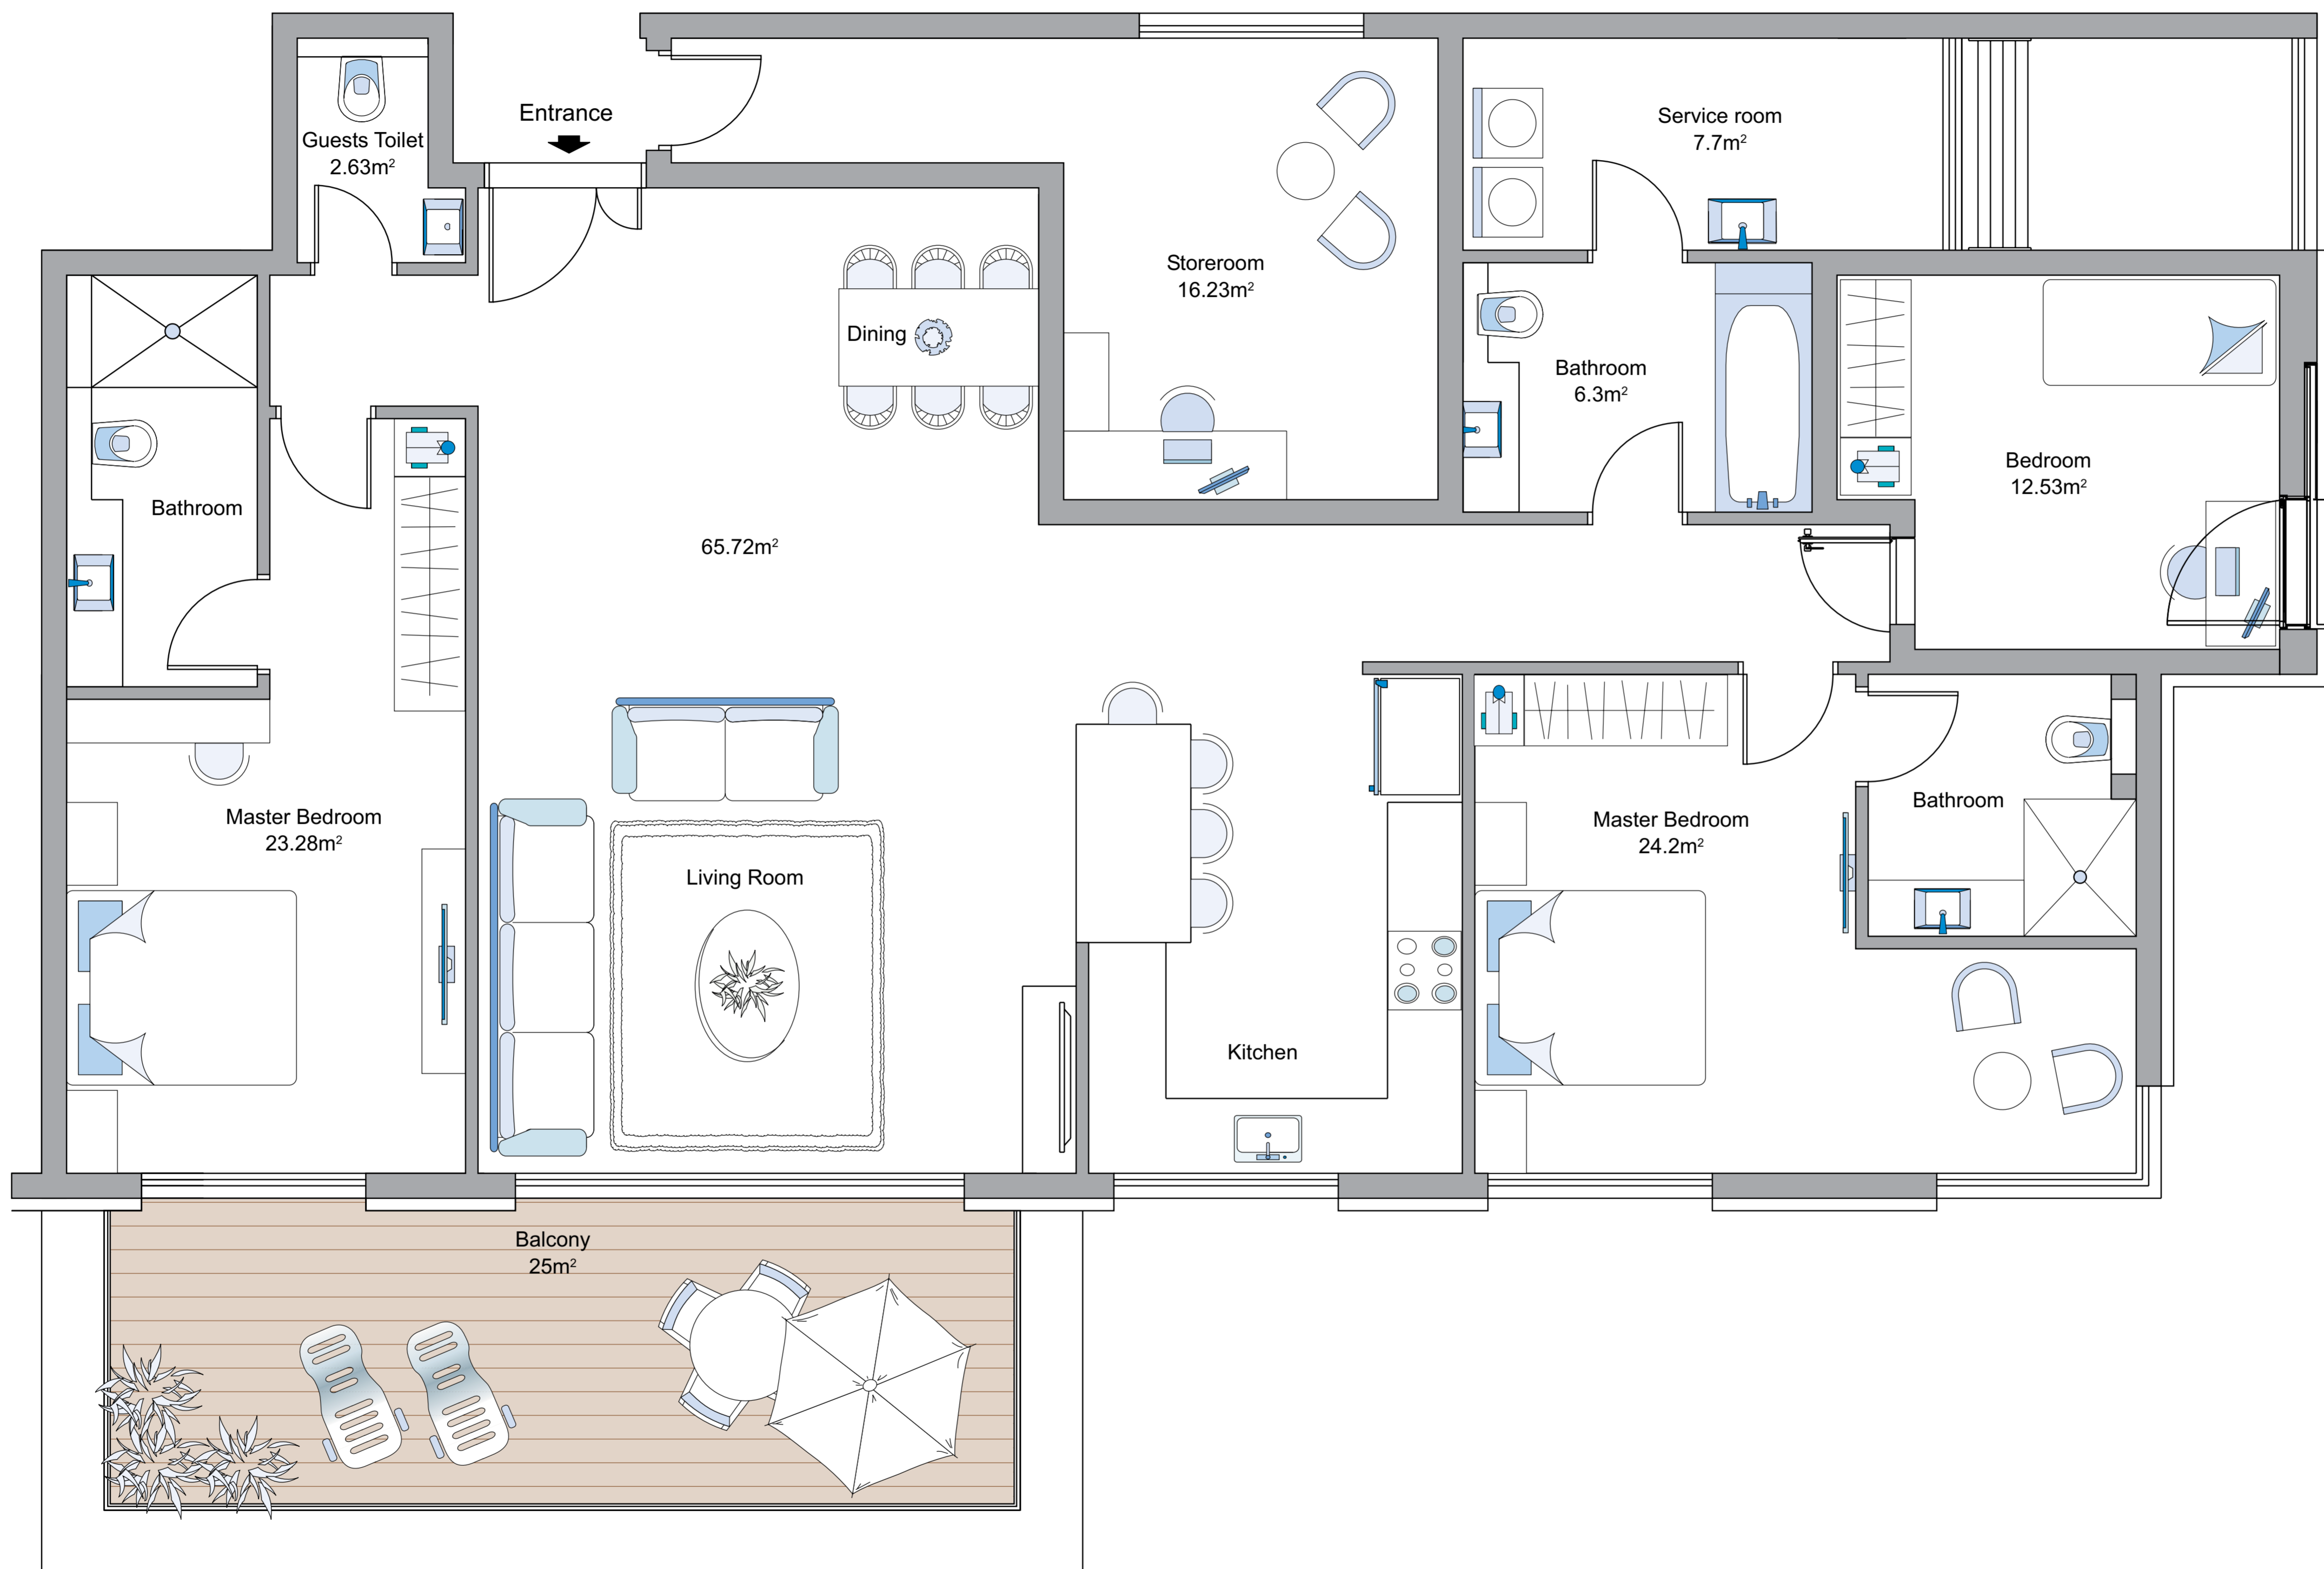 Entrance
Guests Toilet
2.63m²
Service room
7.7m²
Storeroom
16.23m²
Dining
Bathroom
6.3m²
Bedroom
12.53m²
Bathroom
65.72m²
Master Bedroom
23.28m²
Living Room
Master Bedroom
24.2m²
Bathroom
Kitchen
Balcony
25m²